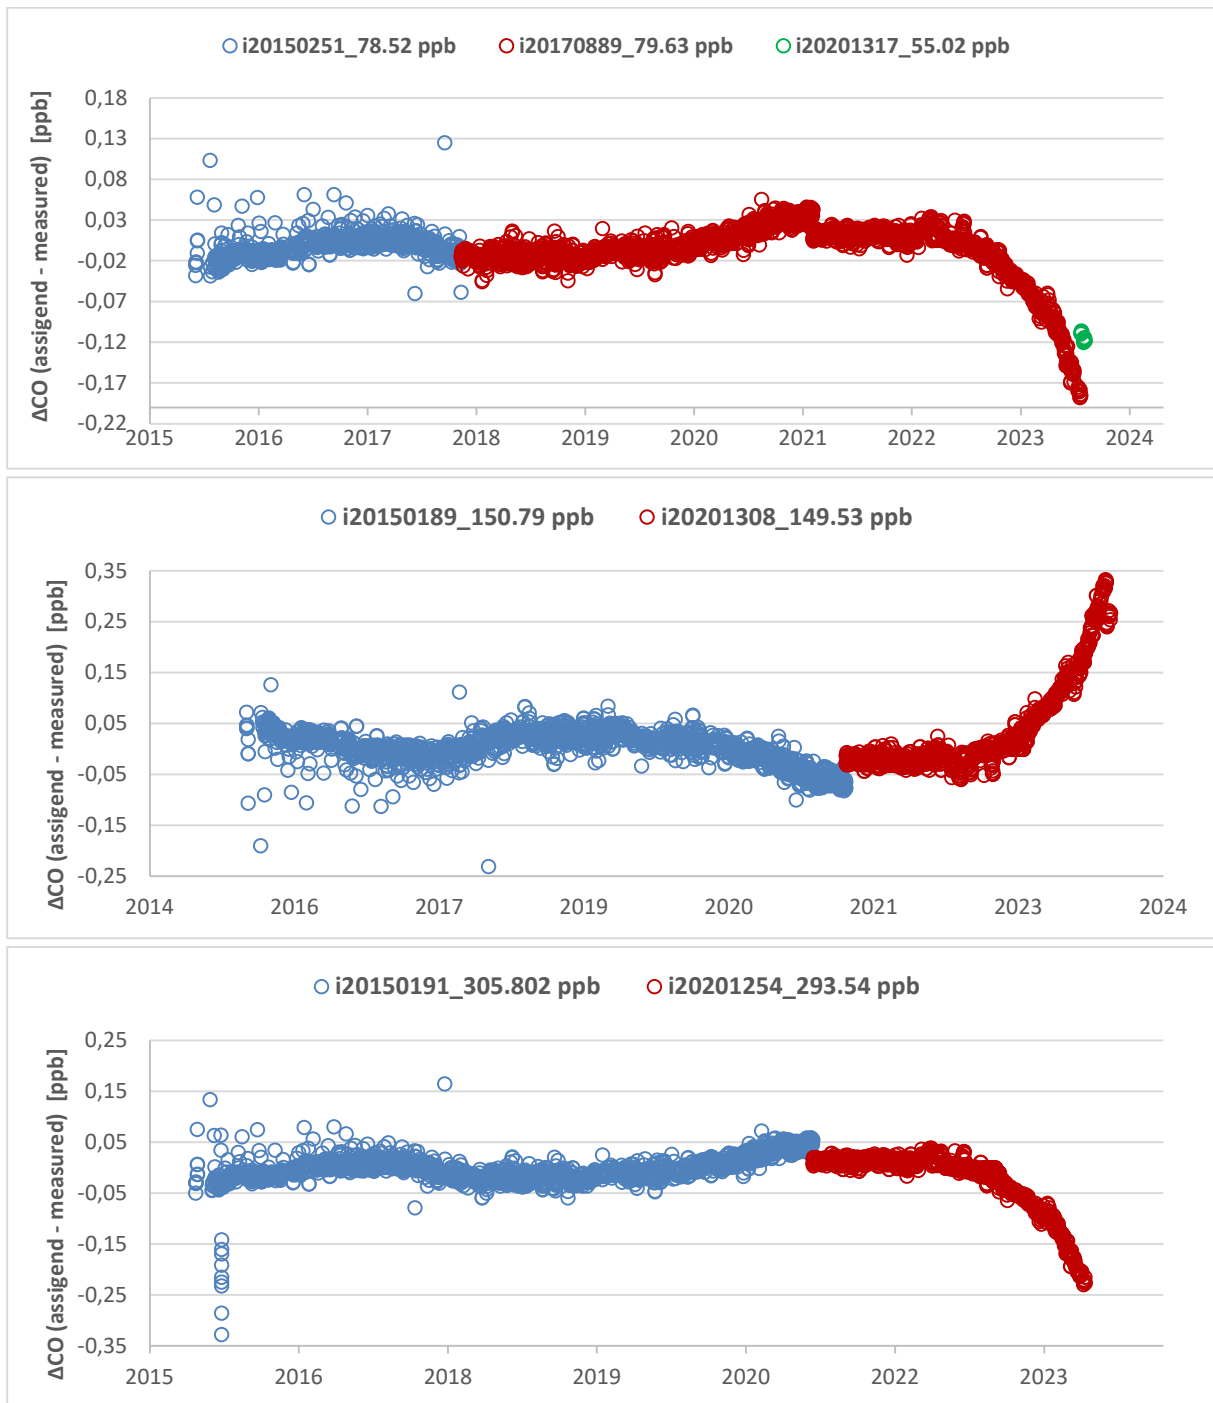 i20150251_78.52 ppb i20170889_79.63 ppb i20201317_55.02 ppb
ΔCO (assigend - measured) [ppb]
0,18
0,13
0,08
0,03
-0,02
-0,07
-0,12
-0,17
-0,22
2015 2016 2017 2018 2019 2020 2021 2022 2023 2024
i20150189_150.79 ppb i20201308_149.53 ppb
ΔCO (assigend - measured) [ppb]
0,35
0,25
0,15
0,05
-0,05
-0,15
-0,25
2014 2016 2017 2019 2020 2021 2023 2024
i20150191_305.802 ppb i20201254_293.54 ppb
ΔCO (assigend - measured) [ppb]
0,25
0,15
0,05
-0,05
-0,15
-0,25
-0,35
2015 2016 2018 2019 2020 2022 2023